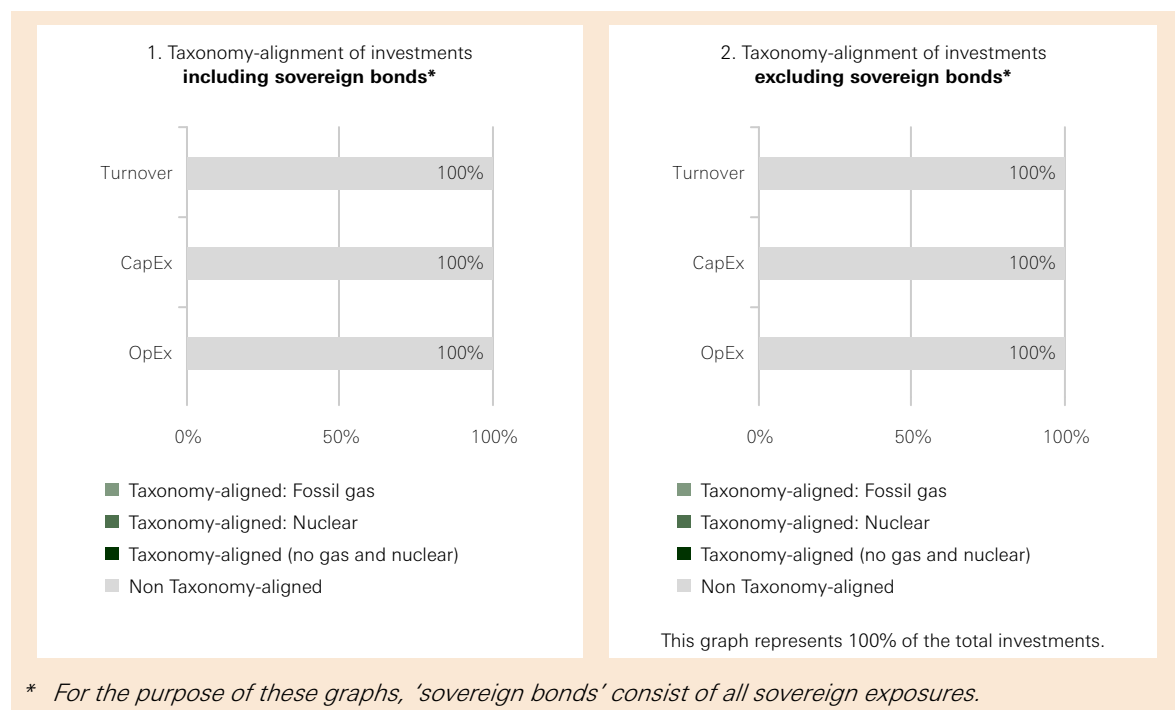 1. Taxonomy-alignment of investments
including sovereign bonds*
Turnover
100%
CapEx
100%
OpEx
100%
0% 50% 100%
Taxonomy-aligned: Fossil gas
Taxonomy-aligned: Nuclear
Taxonomy-aligned (no gas and nuclear)
Non Taxonomy-aligned
2. Taxonomy-alignment of investments
excluding sovereign bonds*
Turnover
100%
CapEx
100%
OpEx
100%
0% 50% 100%
Taxonomy-aligned: Fossil gas
Taxonomy-aligned: Nuclear
Taxonomy-aligned (no gas and nuclear)
Non Taxonomy-aligned
This graph represents 100% of the total investments.
* For the purpose of these graphs, ‘sovereign bonds’ consist of all sovereign exposures.